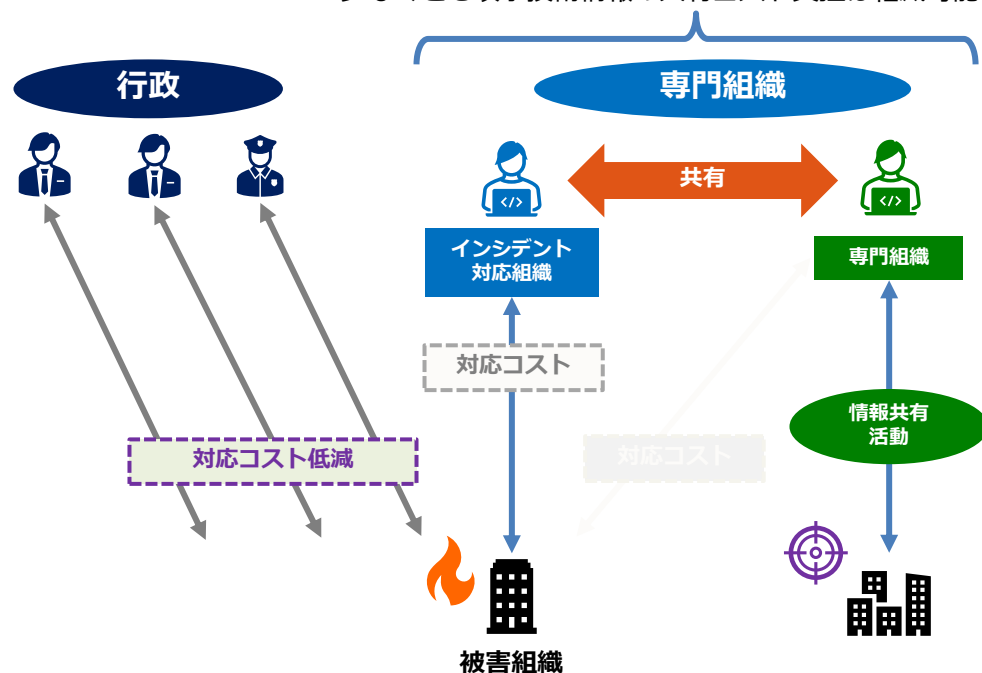 行政
専門組織
共有
</>
</>
インシデント
対応組織
専門組織
対応コスト
情報共有
活動
対応コスト低減
対応コスト
被害組織